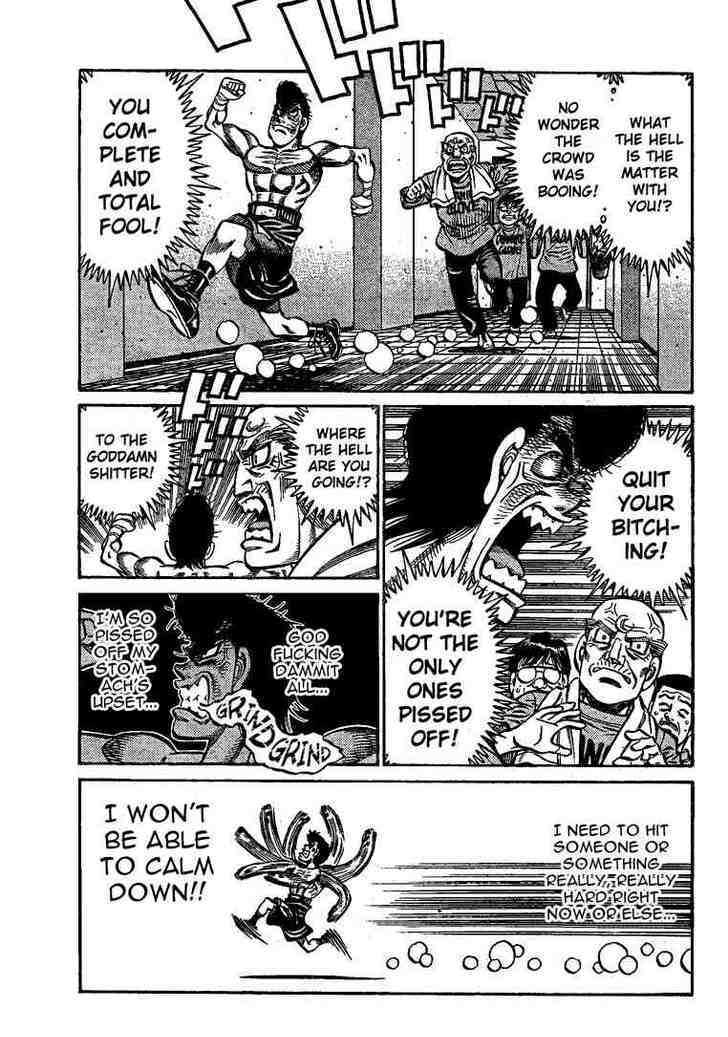 WHAT
THE HELL
IS THE
MATTER
WITH
YOU!?
NO
WONDER
THE
CROWD
WAS
BOOING!
YOU
COM-
PLETE
AND
TOTAL
FOOL!
QUIT
YOUR
BITCH-
ING!
YOU'RE
NOT THE
ONLY
ONES
PISSED
OFF!
WHERE
THE HELL
ARE YOU
GOING!?
TO THE
GODDAMN
SHITTER!
GOD
FUCKING
DAMMIT
ALL...
GRIND GRIND
I'M SO
PISSED
OFF MY
STOM-
ACH'S
UPSET...
I NEED TO HIT
SOMEONE OR
SOMETHING
REALLY, REALLY
HARD RIGHT
NOW OR ELSE...
I WON'T
BE ABLE
TO CALM
DOWN!!